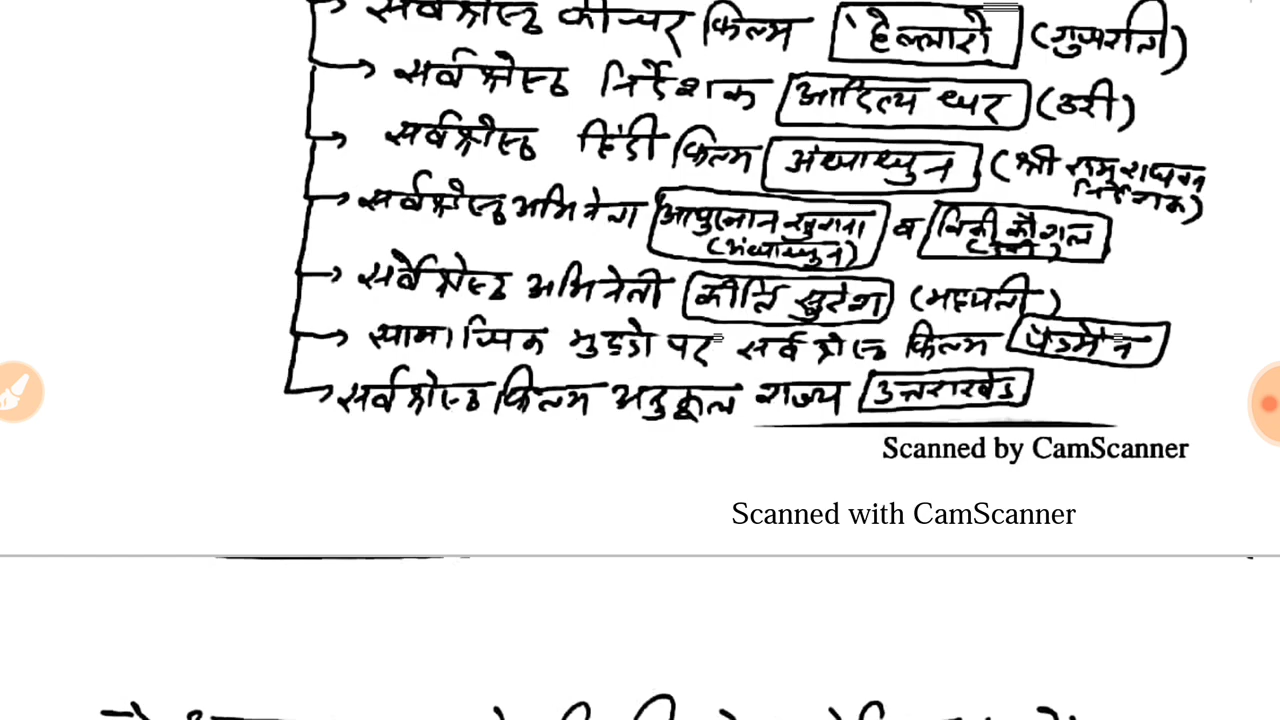 सर्वश्रेस्ठ फीचर फिल्म 'हेल्लारो' (गुजराती)
सर्वश्रेस्ठ निर्देशक आदित्य धर (उरी)
सर्वश्रेस्ठ हिंदी फिल्म अंधाधुन (श्री राम राघवन
निर्देशक)
सर्वश्रेस्ठ अभिनेता आयुष्मान खुराना व विक्की कौशल
(अंधाधुन) (उरी)
सर्वश्रेस्ठ अभिनेत्री कीर्ति सुरेश (महानती)
सामाजिक मुद्दो पर सर्वश्रेस्ठ फिल्म पैडमैन
सर्वश्रेस्ठ फिल्म अनुकूल राज्य उत्तराखंड
Scanned by CamScanner
Scanned with CamScanner